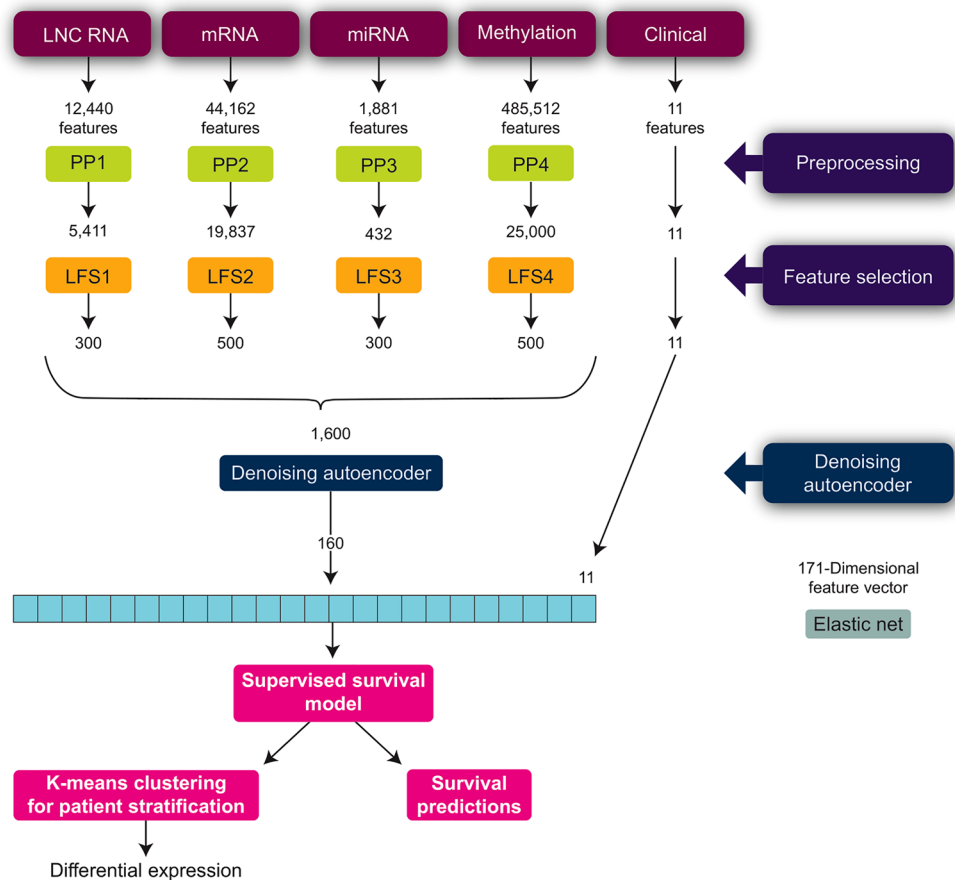 LNC RNA
mRNA
miRNA
Methylation
Clinical
12,440
features
44,162
features
1,881
features
485,512
features
11
features
PP1
PP2
PP3
PP4
Preprocessing
5,411
19,837
432
25,000
11
LFS1
LFS2
LFS3
LFS4
Feature selection
300
500
300
500
11
1,600
Denoising autoencoder
Denoising
autoencoder
160
11
171-Dimensional
feature vector
Elastic net
Supervised survival
model
K-means clustering
for patient stratification
Survival
predictions
Differential expression